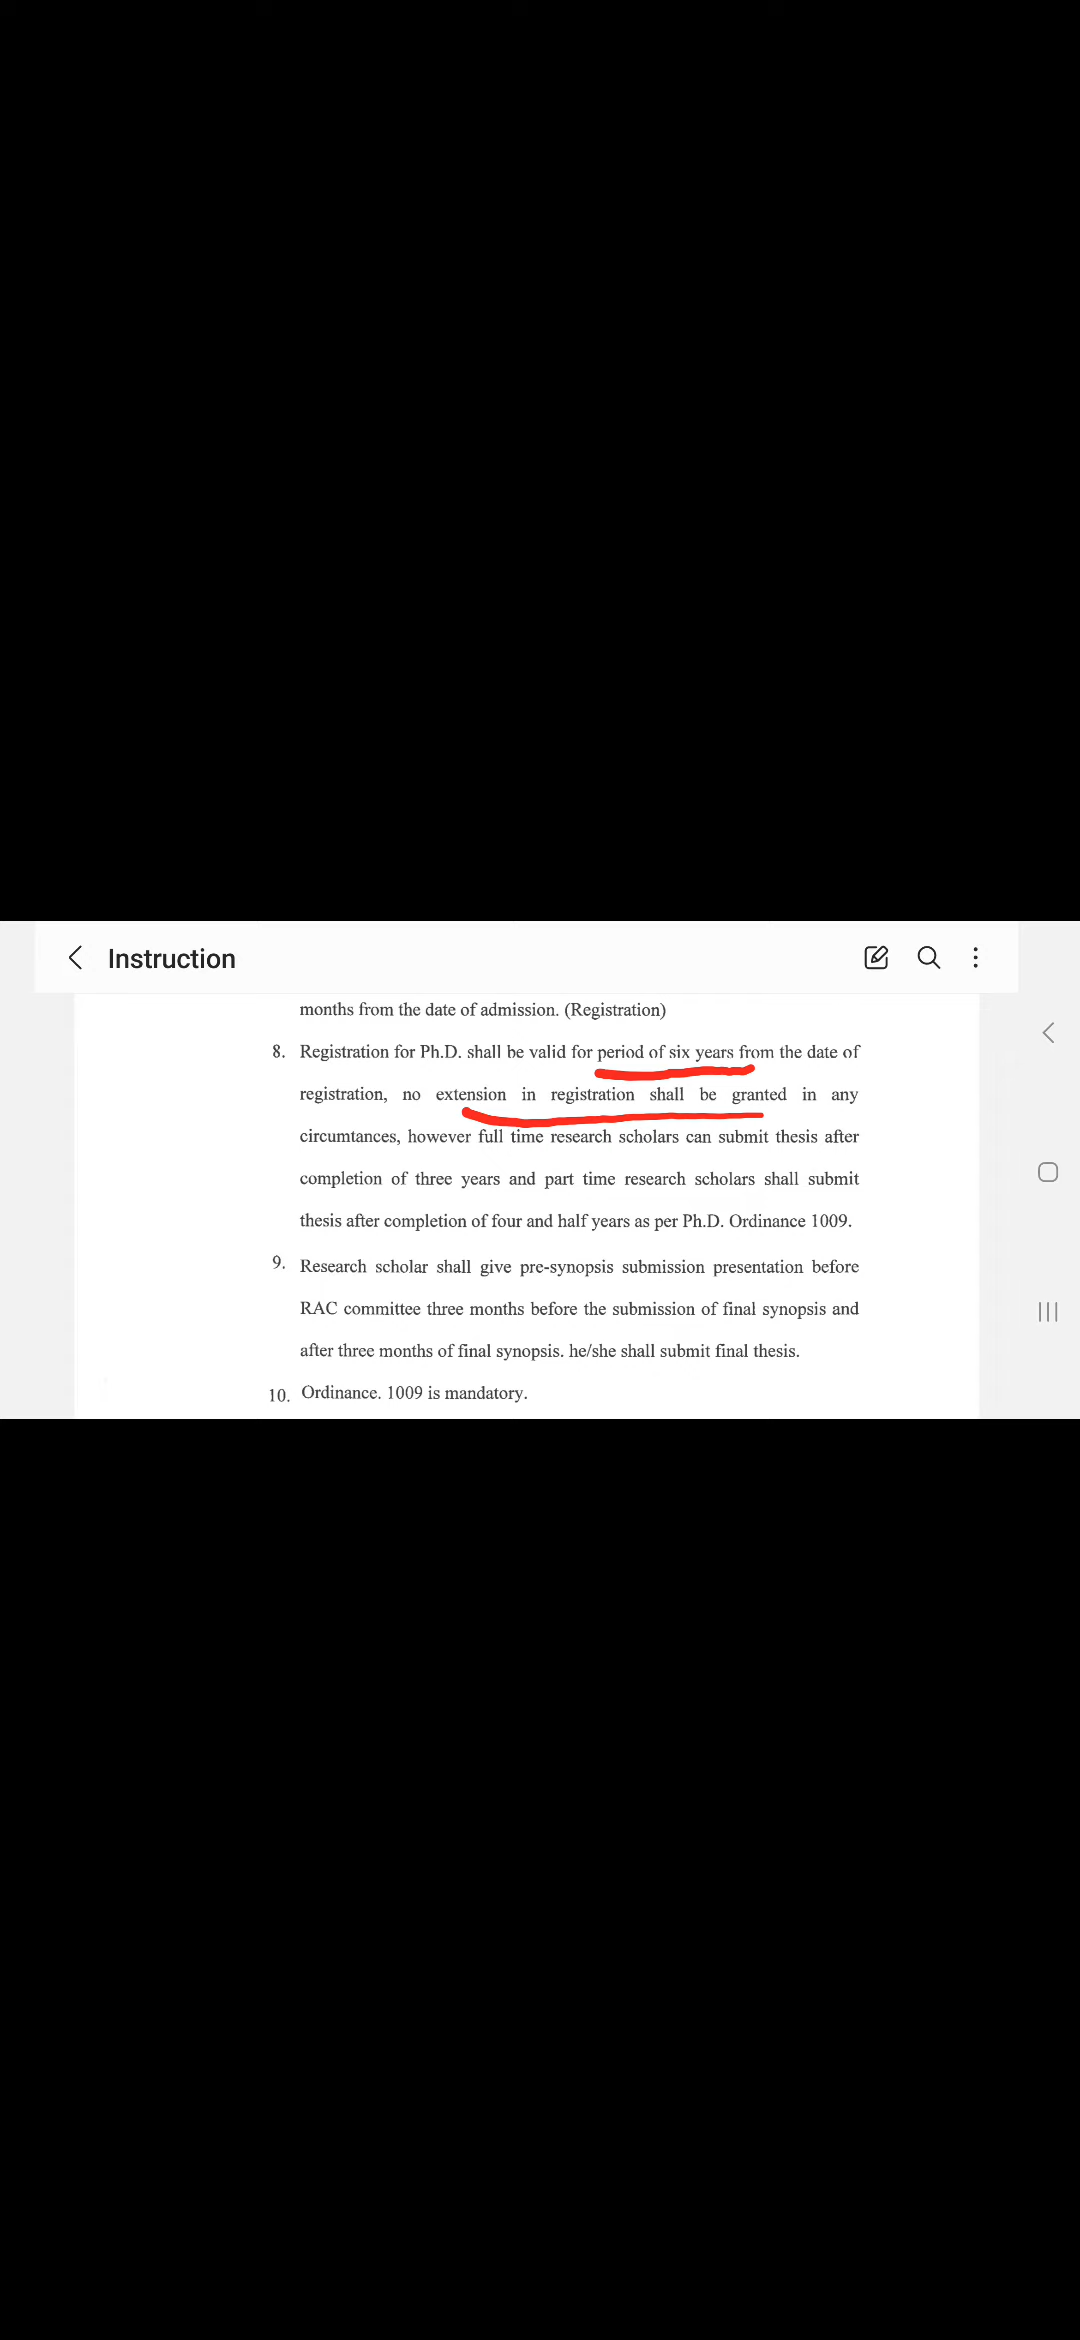 Instruction
months from the date of admission. (Registration)
8. Registration for Ph.D. shall be valid for period of six years from the date of
registration, no extension in registration shall be granted in any
circumtances, however full time research scholars can submit thesis after
completion of three years and part time research scholars shall submit
thesis after completion of four and half years as per Ph.D. Ordinance 1009.
9. Research scholar shall give pre-synopsis submission presentation before
RAC committee three months before the submission of final synopsis and
after three months of final synopsis. he/she shall submit final thesis.
10. Ordinance. 1009 is mandatory.